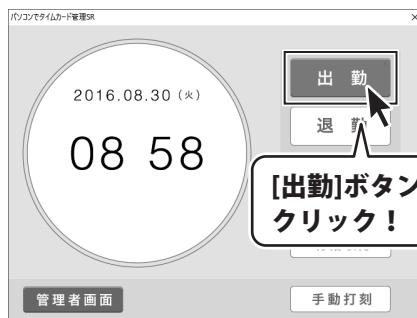 パソコンでタイムカード管理SR
2016.08.30 (火)
08 58
出 勤
退 勤
[出勤]ボタン
クリック!
管理者画面
手動打刻